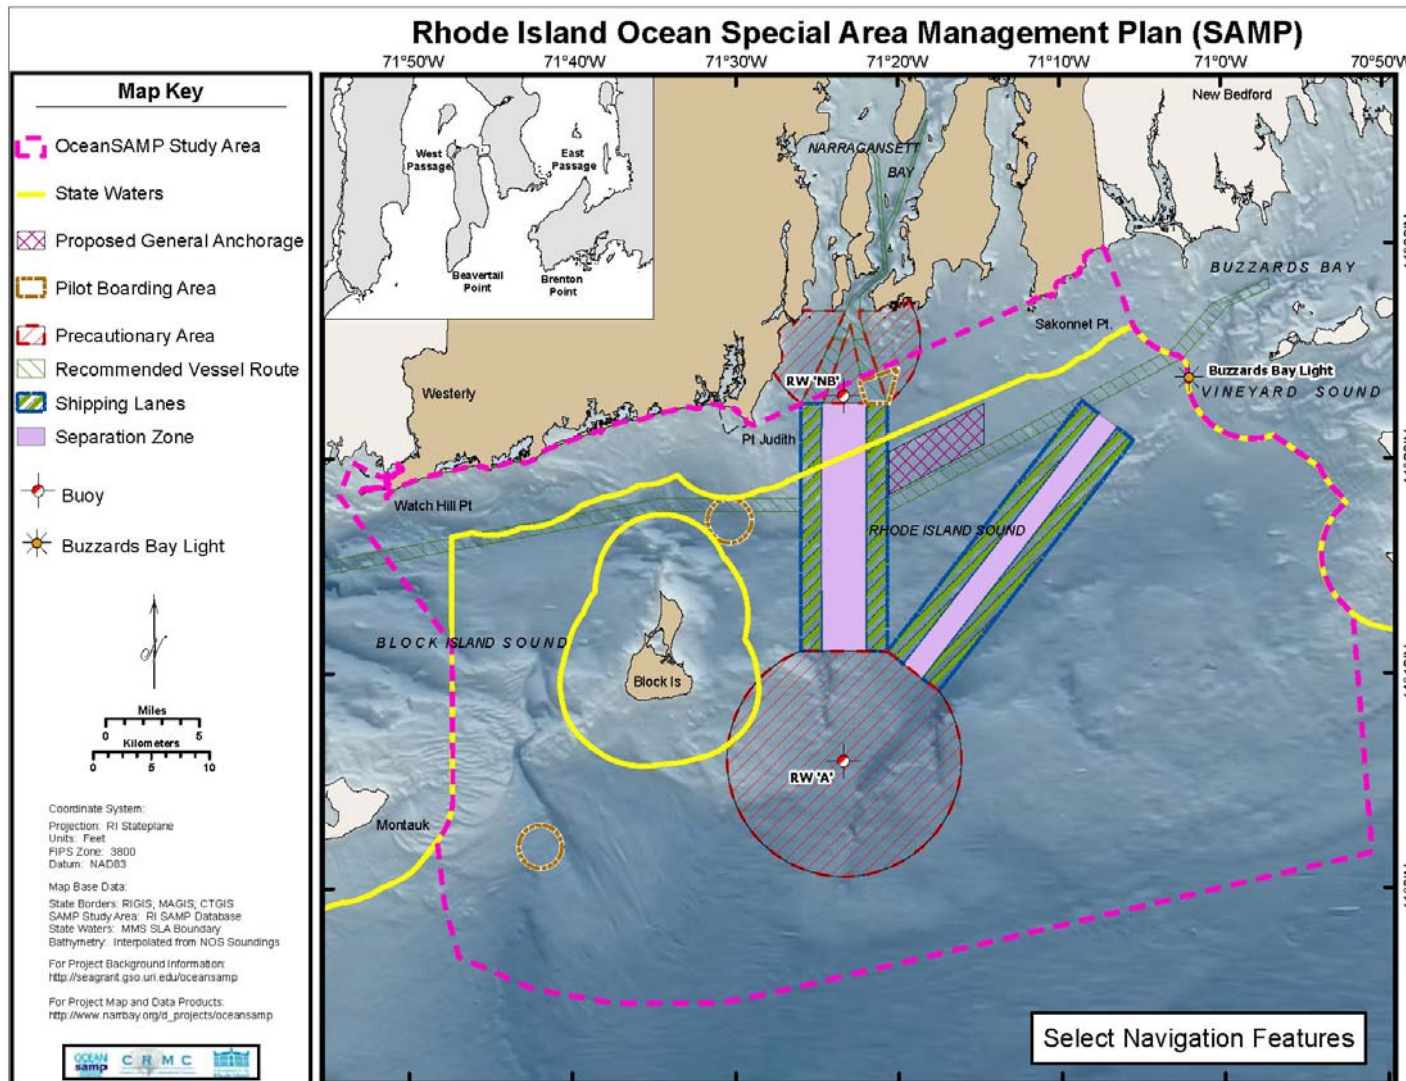 Rhode Island Ocean Special Area Management Plan (SAMP)
71°50'W 71°40'W 71°30'W 71°20'W 71°10'W 71°0'W 70°50'W
Map Key
OceanSAMP Study Area
State Waters
Proposed General Anchorage
Pilot Boarding Area
Precautionary Area
Recommended Vessel Route
Shipping Lanes
Separation Zone
Buoy
Buzzards Bay Light
Miles
0 5
Kilometers
0 5 10
Coordinate System:
Projection: RI Stateplane
Units: Feet
FIPS Zone: 3800
Datum: NAD83
Map Base Data:
State Borders: RIGIS, MAGIS, CTGIS
SAMP Study Area: RI SAMP Database
State Waters: MMS SLA Boundary
Bathymetry: Interpolated from NOS Soundings
For Project Background Information:
http://seagrant.gso.uri.edu/oceansamp
For Project Map and Data Products:
http://www.narrbay.org/d_projects/oceansamp
OCEAN
samp
CRMC
West
Passage
East
Passage
Beavertail
Point
Brenton
Point
New Bedford
NARRAGANSETT
BAY
BUZZARDS BAY
Sakonnet Pt.
Buzzards Bay Light
VINEYARD SOUND
RW 'NB'
Westerly
Pt Judith
Watch Hill Pt
RHODE ISLAND SOUND
BLOCK ISLAND SOUND
Block Is
RW 'A'
Montauk
Select Navigation Features